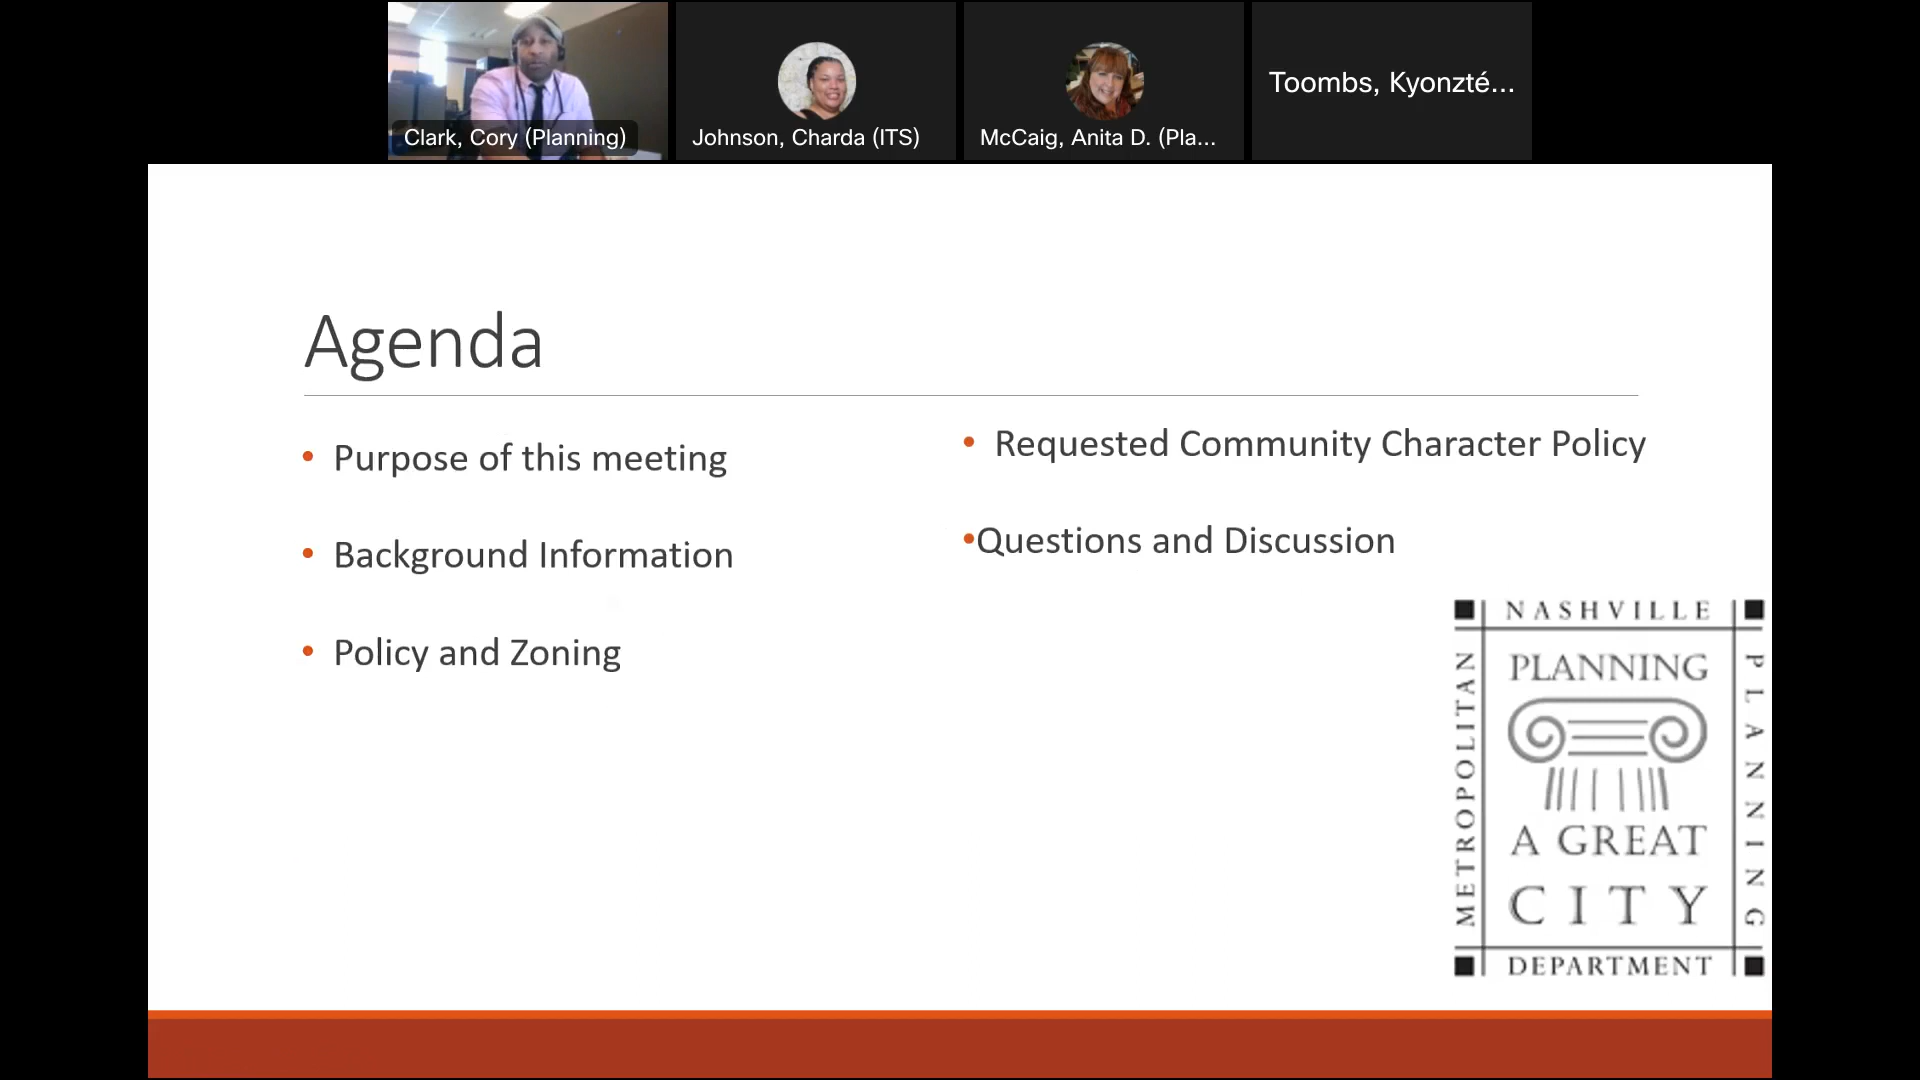 Clark, Cory (Planning)
Johnson, Charda (ITS)
McCaig, Anita D. (Pla...
Toombs, Kyonzté...
Agenda
• Purpose of this meeting
• Background Information
• Policy and Zoning
• Requested Community Character Policy
•Questions and Discussion
NASHVILLE
METROPOLITAN
PLANNING
A GREAT
CITY
PLANNING
DEPARTMENT